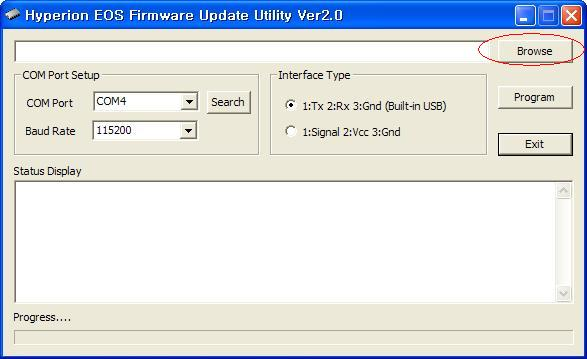 Hyperion EOS Firmware Update Utility Ver2.0
Browse
COM Port Setup
Interface Type
COM Port COM4 Search
1:Tx 2:Rx 3:Gnd (Built-in USB)
Program
Baud Rate 115200
1:Signal 2:Vcc 3:Gnd
Exit
Status Display
Progress....